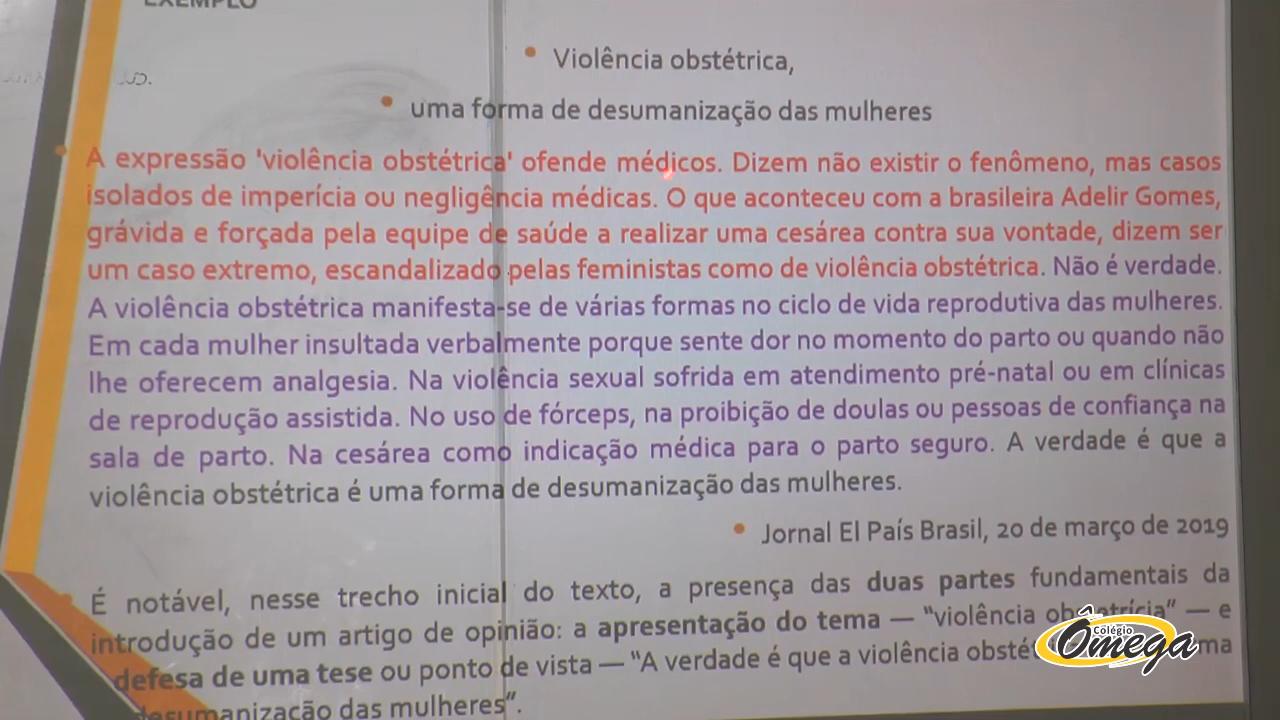 EXEMPLO
• Violência obstétrica,
• uma forma de desumanização das mulheres
• A expressão 'violência obstétrica' ofende médicos. Dizem não existir o fenômeno, mas casos
isolados de imperícia ou negligência médicas. O que aconteceu com a brasileira Adelir Gomes,
grávida e forçada pela equipe de saúde a realizar uma cesárea contra sua vontade, dizem ser
um caso extremo, escandalizado pelas feministas como de violência obstétrica. Não é verdade.
A violência obstétrica manifesta-se de várias formas no ciclo de vida reprodutiva das mulheres.
Em cada mulher insultada verbalmente porque sente dor no momento do parto ou quando não
lhe oferecem analgesia. Na violência sexual sofrida em atendimento pré-natal ou em clínicas
de reprodução assistida. No uso de fórceps, na proibição de doulas ou pessoas de confiança na
sala de parto. Na cesárea como indicação médica para o parto seguro. A verdade é que a
violência obstétrica é uma forma de desumanização das mulheres.
• Jornal El País Brasil, 20 de março de 2019
É notável, nesse trecho inicial do texto, a presença das duas partes fundamentais da
introdução de um artigo de opinião: a apresentação do tema — “violência obstetrícia” — e
defesa de uma tese ou ponto de vista — “A verdade é que a violência ma
desumanização das mulheres”.
Colégio
Ômega